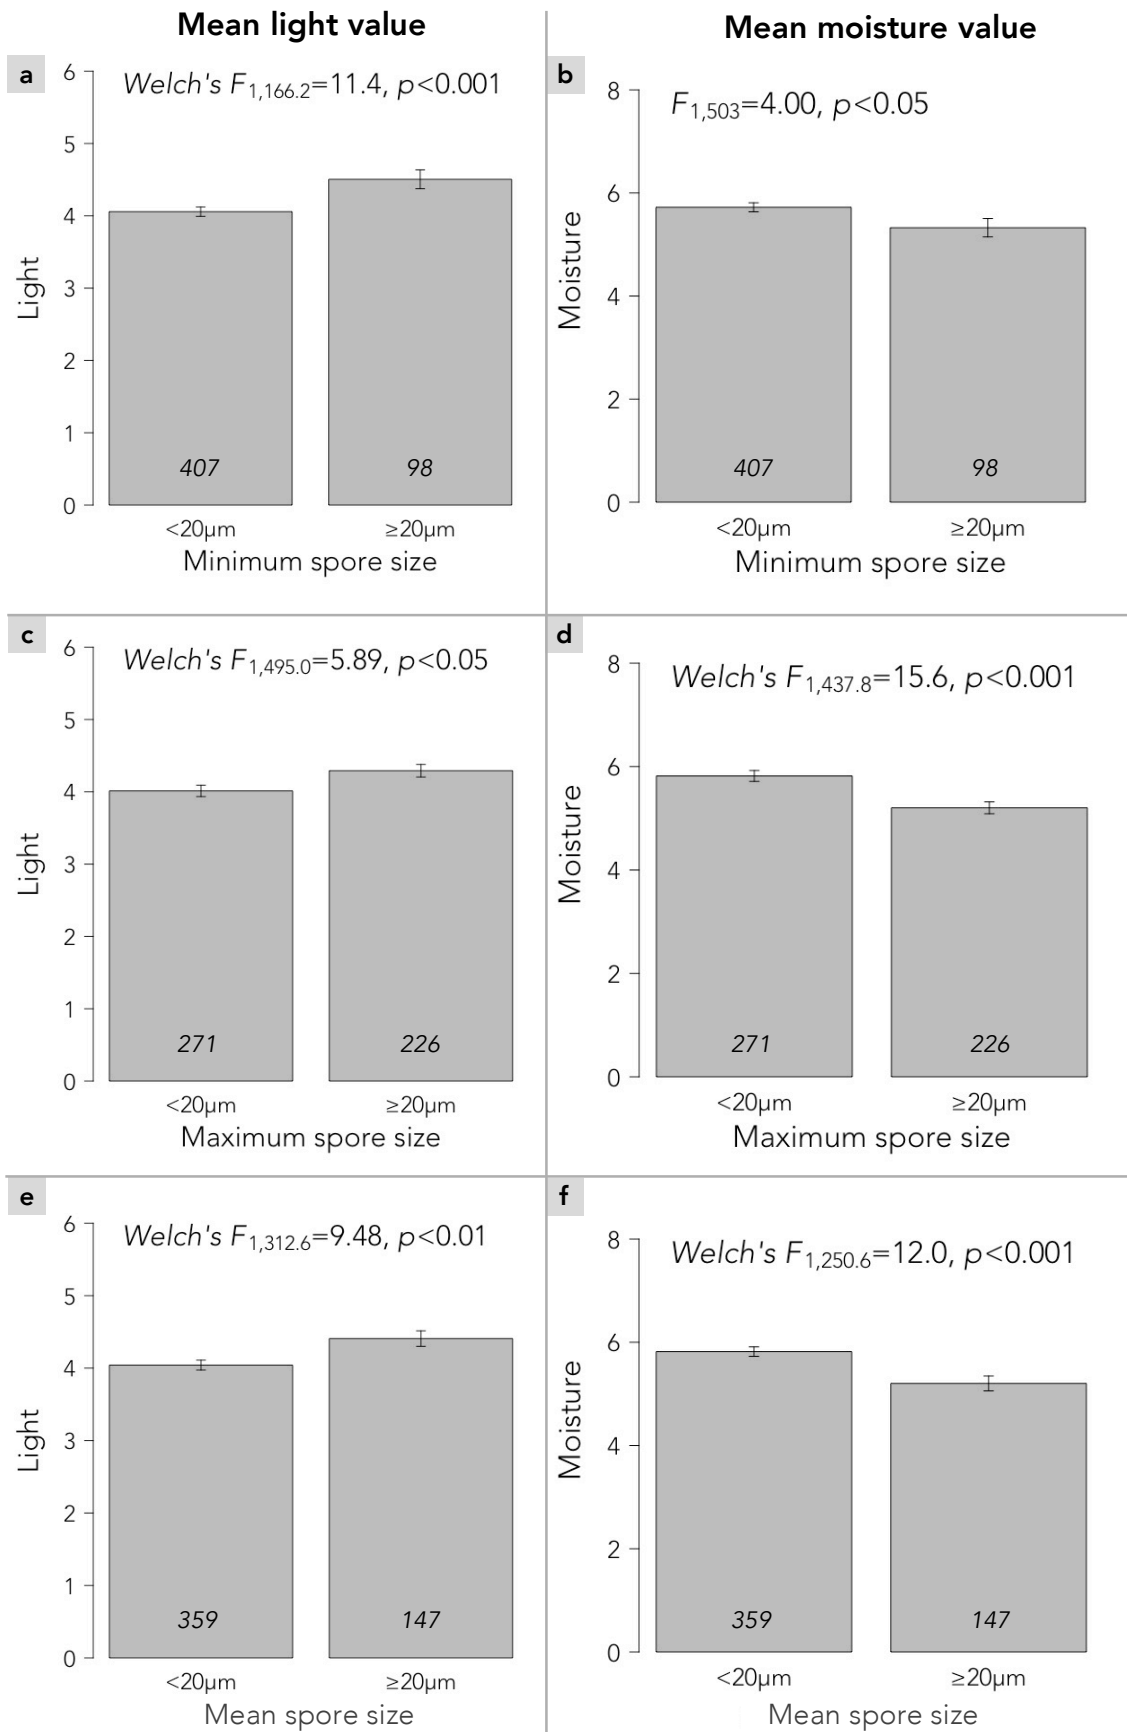 Mean light value
Mean moisture value
a
Welch's F1,166.2=11.4, p<0.001
6
5
4
3
2
1
0
Light
407
98
<20µm
≥20µm
Minimum spore size
b
F1,503=4.00, p<0.05
8
6
4
2
0
Moisture
407
98
<20µm
≥20µm
Minimum spore size
c
Welch's F1,495.0=5.89, p<0.05
6
5
4
3
2
1
0
Light
271
226
<20µm
≥20µm
Maximum spore size
d
Welch's F1,437.8=15.6, p<0.001
8
6
4
2
0
Moisture
271
226
<20µm
≥20µm
Maximum spore size
e
Welch's F1,312.6=9.48, p<0.01
6
5
4
3
2
1
0
Light
359
147
<20µm
≥20µm
Mean spore size
f
Welch's F1,250.6=12.0, p<0.001
8
6
4
2
0
Moisture
359
147
<20µm
≥20µm
Mean spore size